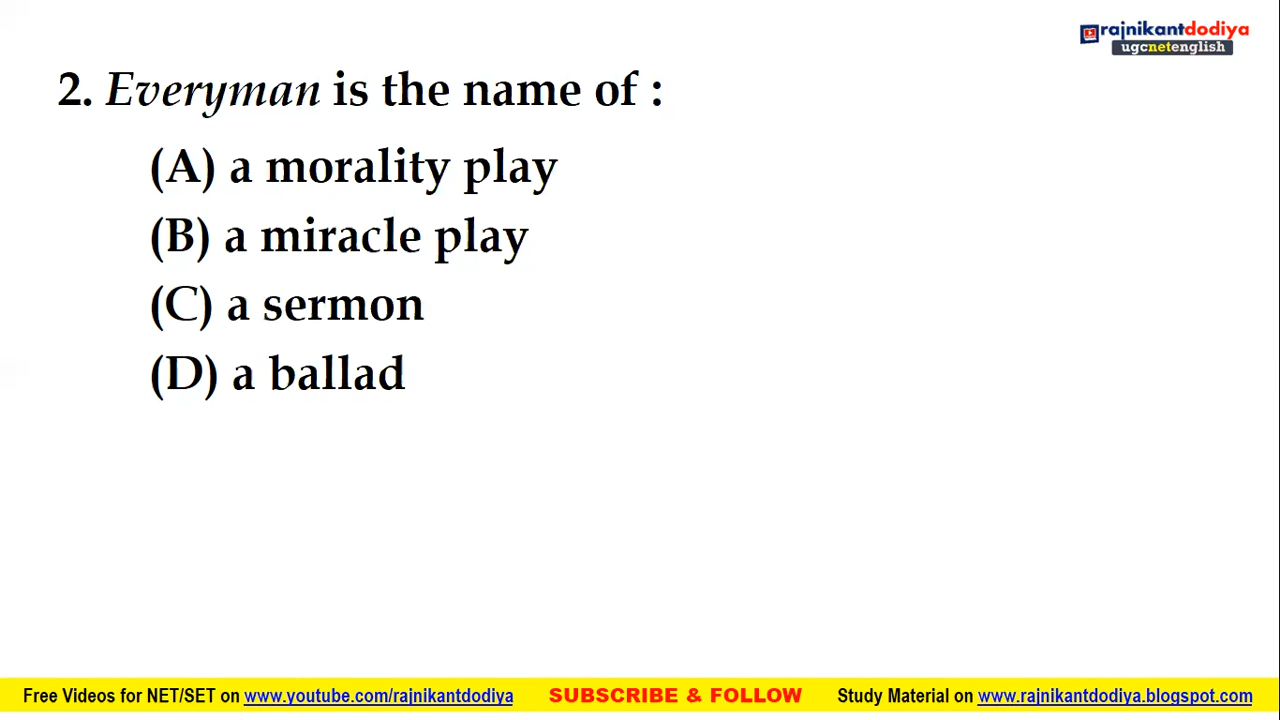 rajnikantdodiya
ugcnetenglish
2. Everyman is the name of :
(A) a morality play
(B) a miracle play
(C) a sermon
(D) a ballad
Free Videos for NET/SET on www.youtube.com/rajnikantdodiya SUBSCRIBE & FOLLOW Study Material on www.rajnikantdodiya.blogspot.com